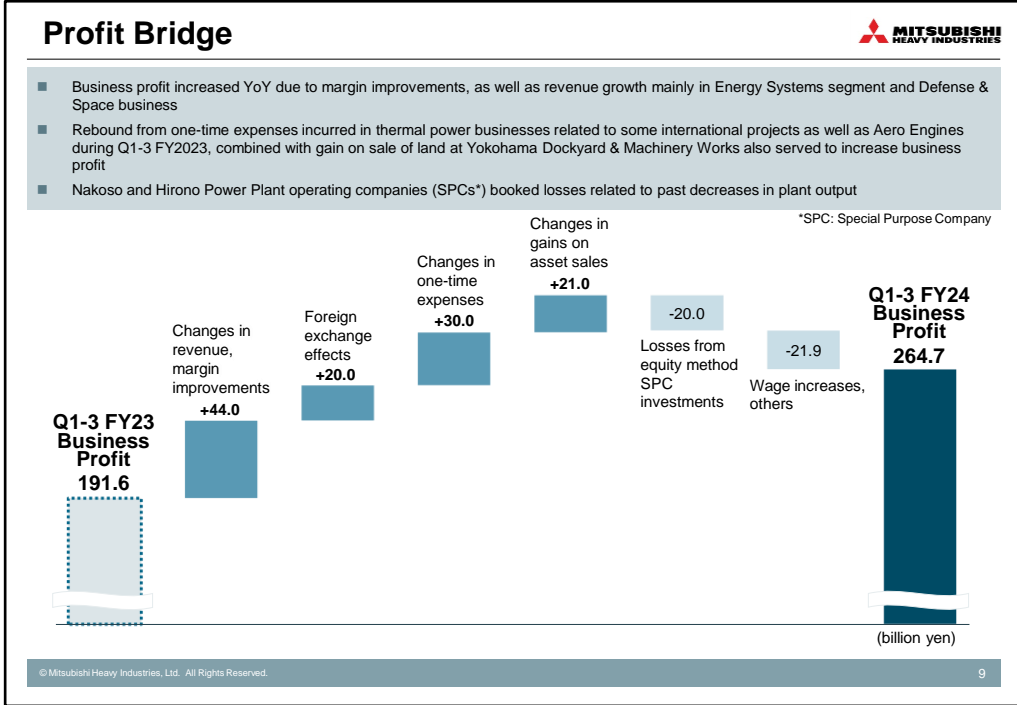 Profit Bridge
MITSUBISHI
HEAVY INDUSTRIES
Business profit increased YoY due to margin improvements, as well as revenue growth mainly in Energy Systems segment and Defense &
Space business
Rebound from one-time expenses incurred in thermal power businesses related to some international projects as well as Aero Engines
during Q1-3 FY2023, combined with gain on sale of land at Yokohama Dockyard & Machinery Works also served to increase business
profit
Nakoso and Hirono Power Plant operating companies (SPCs*) booked losses related to past decreases in plant output
*SPC: Special Purpose Company
Q1-3 FY23
Business
Profit
191.6
Changes in
revenue,
margin
improvements
+44.0
Foreign
exchange
effects
+20.0
Changes in
one-time
expenses
+30.0
Changes in
gains on
asset sales
+21.0
-20.0
Losses from
equity method
SPC
investments
-21.9
Wage increases,
others
Q1-3 FY24
Business
Profit
264.7
(billion yen)
© Mitsubishi Heavy Industries, Ltd. All Rights Reserved.
9